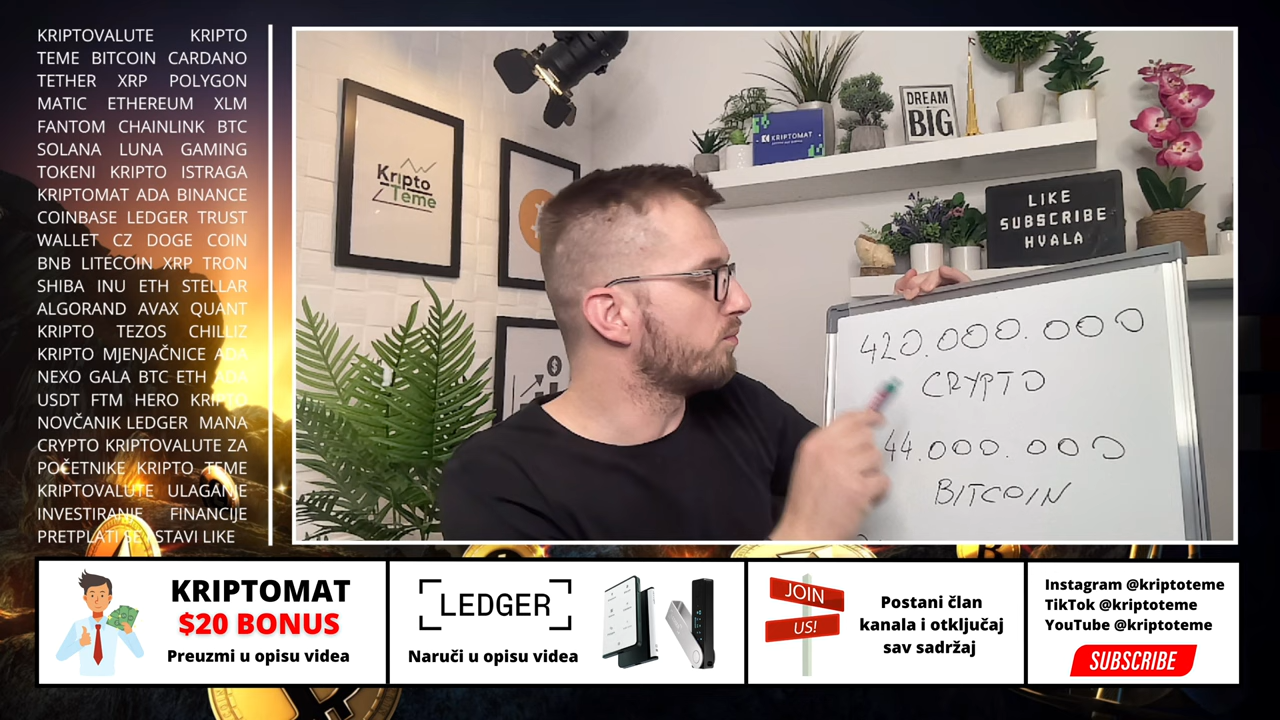 KRIPTOVALUTE KRIPTO
TEME BITCOIN CARDANO
TETHER XRP POLYGON
MATIC ETHEREUM XLM
FANTOM CHAINLINK BTC
SOLANA LUNA GAMING
TOKENI KRIPTO ISTRAGA
KRIPTOMAT ADA BINANCE
COINBASE LEDGER TRUST
WALLET CZ DOGE COIN
BNB LITECOIN XRP TRON
SHIBA INU ETH STELLAR
ALGORAND AVAX QUANT
KRIPTO TEZOS CHILLIZ
KRIPTO MJENJAČNICE ADA
NEXO GALA BTC ETH ADA
USDT FTM HERO KRIPTO
NOVČANIK LEDGER MANA
CRYPTO KRIPTOVALUTE ZA
POČETNIKE KRIPTO TEME
KRIPTOVALUTE ULAGANJE
INVESTIRANJE FINANCIJE
PRETPLATI SE I STAVI LIKE
Kripto
Teme
KRIPTOMAT
DREAM
BIG
LIKE
SUBSCRIBE
HVALA
420.000.000
CRYPTO
44.000.000
BITCOIN
KRIPTOMAT
$20 BONUS
Preuzmi u opisu videa
LEDGER
Naruči u opisu videa
JOIN
US!
Postani član
kanala i otključaj
sav sadržaj
Instagram @kriptoteme
TikTok @kriptoteme
YouTube @kriptoteme
SUBSCRIBE